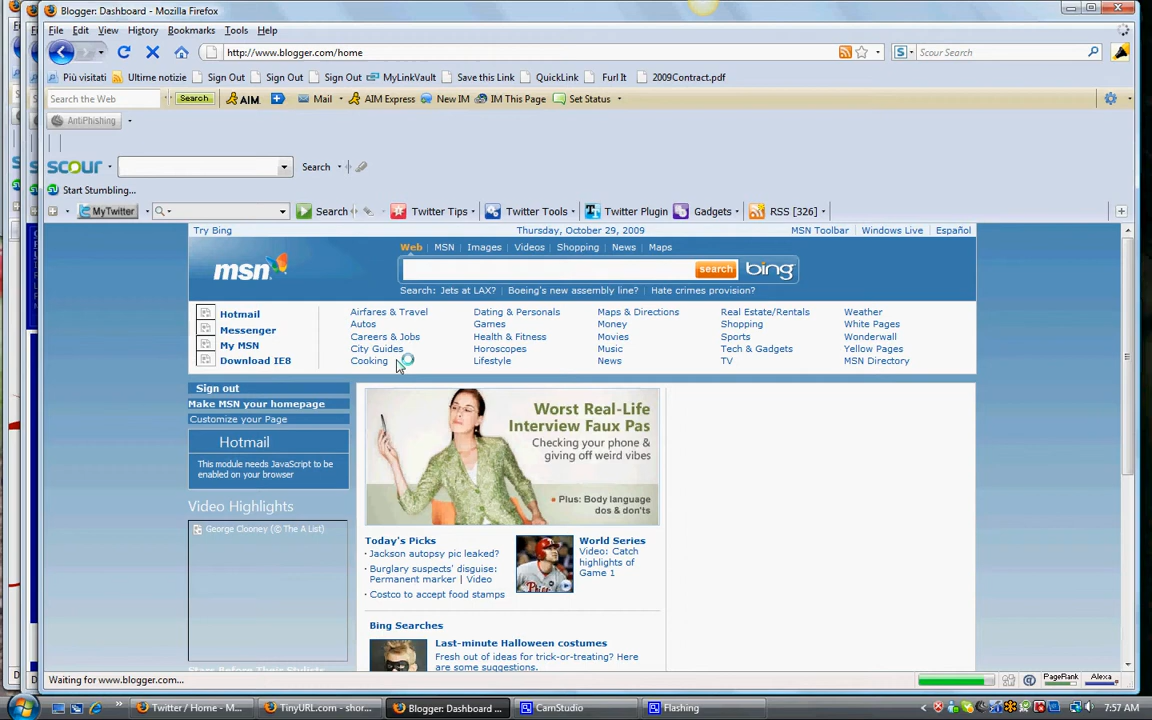 Blogger: Dashboard - Mozilla Firefox
File Edit View History Bookmarks Tools Help
http://www.blogger.com/home
S Scour Search
Più visitati Ultime notizie Sign Out Sign Out Sign Out MyLinkVault Save this Link QuickLink Furl It 2009Contract.pdf
Search the Web Search AIM. Mail AIM Express New IM IM This Page Set Status
AntiPhishing
scour Search
Start Stumbling...
MyTwitter Search Twitter Tips Twitter Tools Twitter Plugin Gadgets RSS [326]
Try Bing Thursday, October 29, 2009 MSN Toolbar Windows Live Español
Web MSN Images Videos Shopping News Maps
msn search bing
Search: Jets at LAX? Boeing's new assembly line? Hate crimes provision?
Hotmail Airfares & Travel Dating & Personals Maps & Directions Real Estate/Rentals Weather
Messenger Autos Games Money Shopping White Pages
My MSN Careers & Jobs Health & Fitness Movies Sports Wonderwall
City Guides Horoscopes Music Tech & Gadgets Yellow Pages
Download IE8 Cooking Lifestyle News TV MSN Directory
Sign out
Make MSN your homepage
Customize your Page
Hotmail
This module needs JavaScript to be
enabled on your browser
Video Highlights
George Clooney (© The A List)
Worst Real-Life
Interview Faux Pas
Checking your phone &
giving off weird vibes
• Plus: Body language
dos & don'ts
Today's Picks
· Jackson autopsy pic leaked?
· Burglary suspects' disguise:
Permanent marker | Video
· Costco to accept food stamps
World Series
Video: Catch
highlights of
Game 1
Bing Searches
Last-minute Halloween costumes
Fresh out of ideas for trick-or-treating? Here
are some suggestions.
Waiting for www.blogger.com...
PageRank Alexa
Twitter / Home - M... TinyURL.com - shor... Blogger: Dashboard ... CamStudio Flashing 7:57 AM